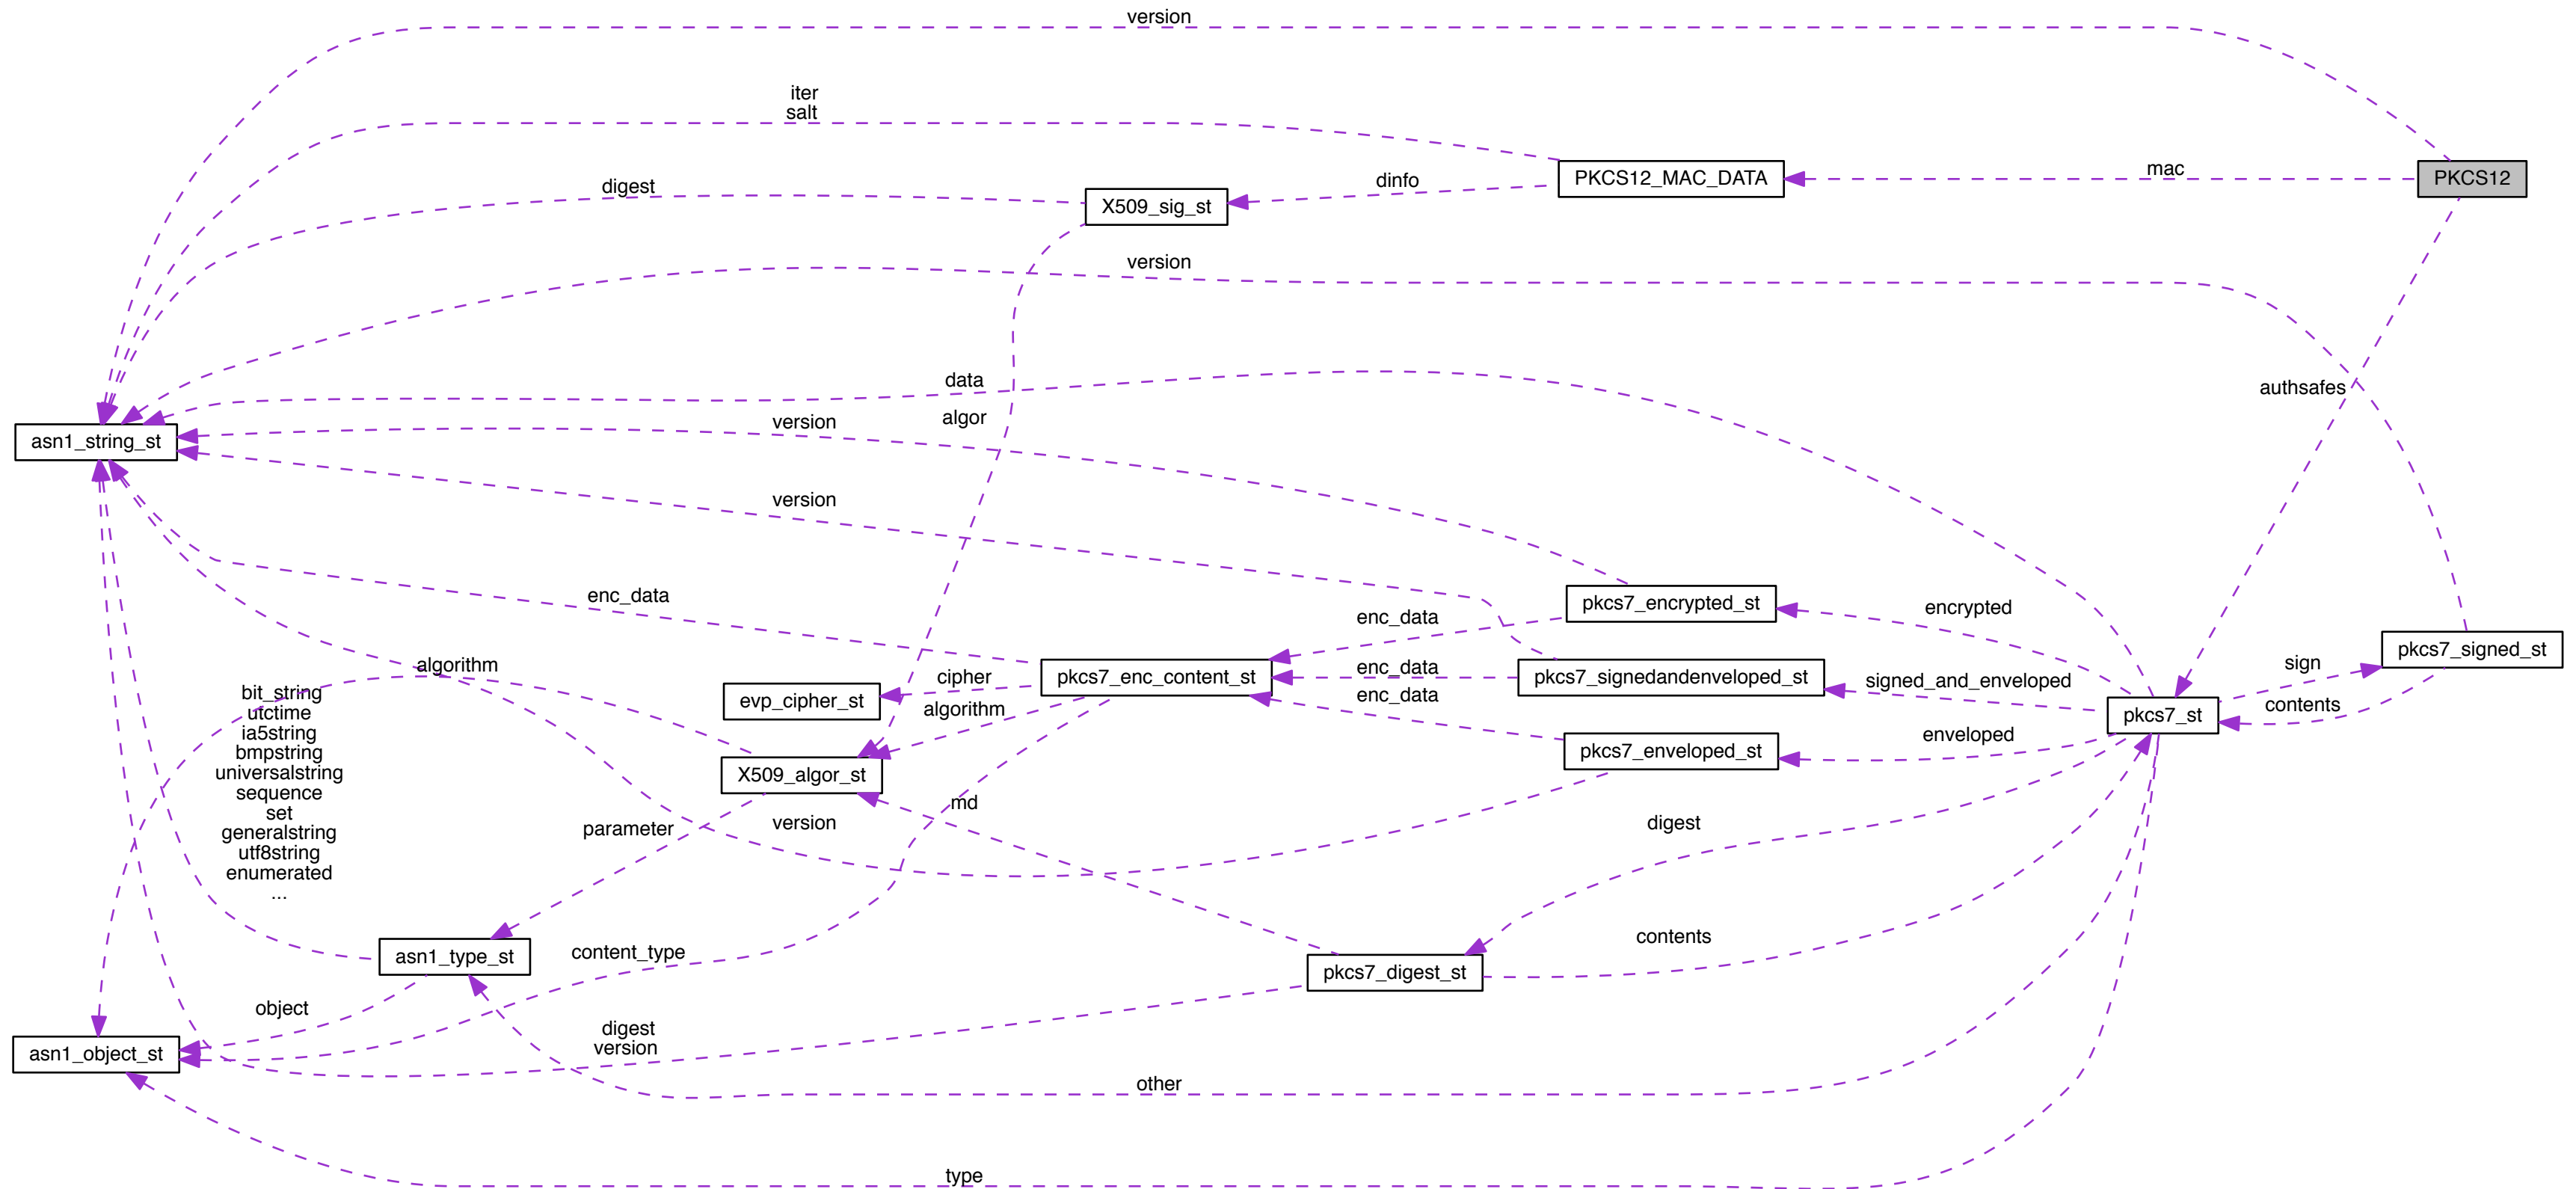 version
iter
salt
PKCS12_MAC_DATA
mac
PKCS12
dinfo
digest
X509_sig_st
version
data
authsafes
algor
version
asn1_string_st
version
enc_data
pkcs7_encrypted_st
encrypted
enc_data
pkcs7_signed_st
sign
algorithm
pkcs7_enc_content_st
enc_data
pkcs7_signedandenveloped_st
signed_and_enveloped
cipher
evp_cipher_st
enc_data
contents
algorithm
pkcs7_st
bit_string
utctime
ia5string
bmpstring
universalstring
sequence
set
generalstring
utf8string
enumerated
...
enveloped
pkcs7_enveloped_st
X509_algor_st
md
parameter
version
digest
contents
content_type
asn1_type_st
pkcs7_digest_st
object
digest
version
asn1_object_st
other
type